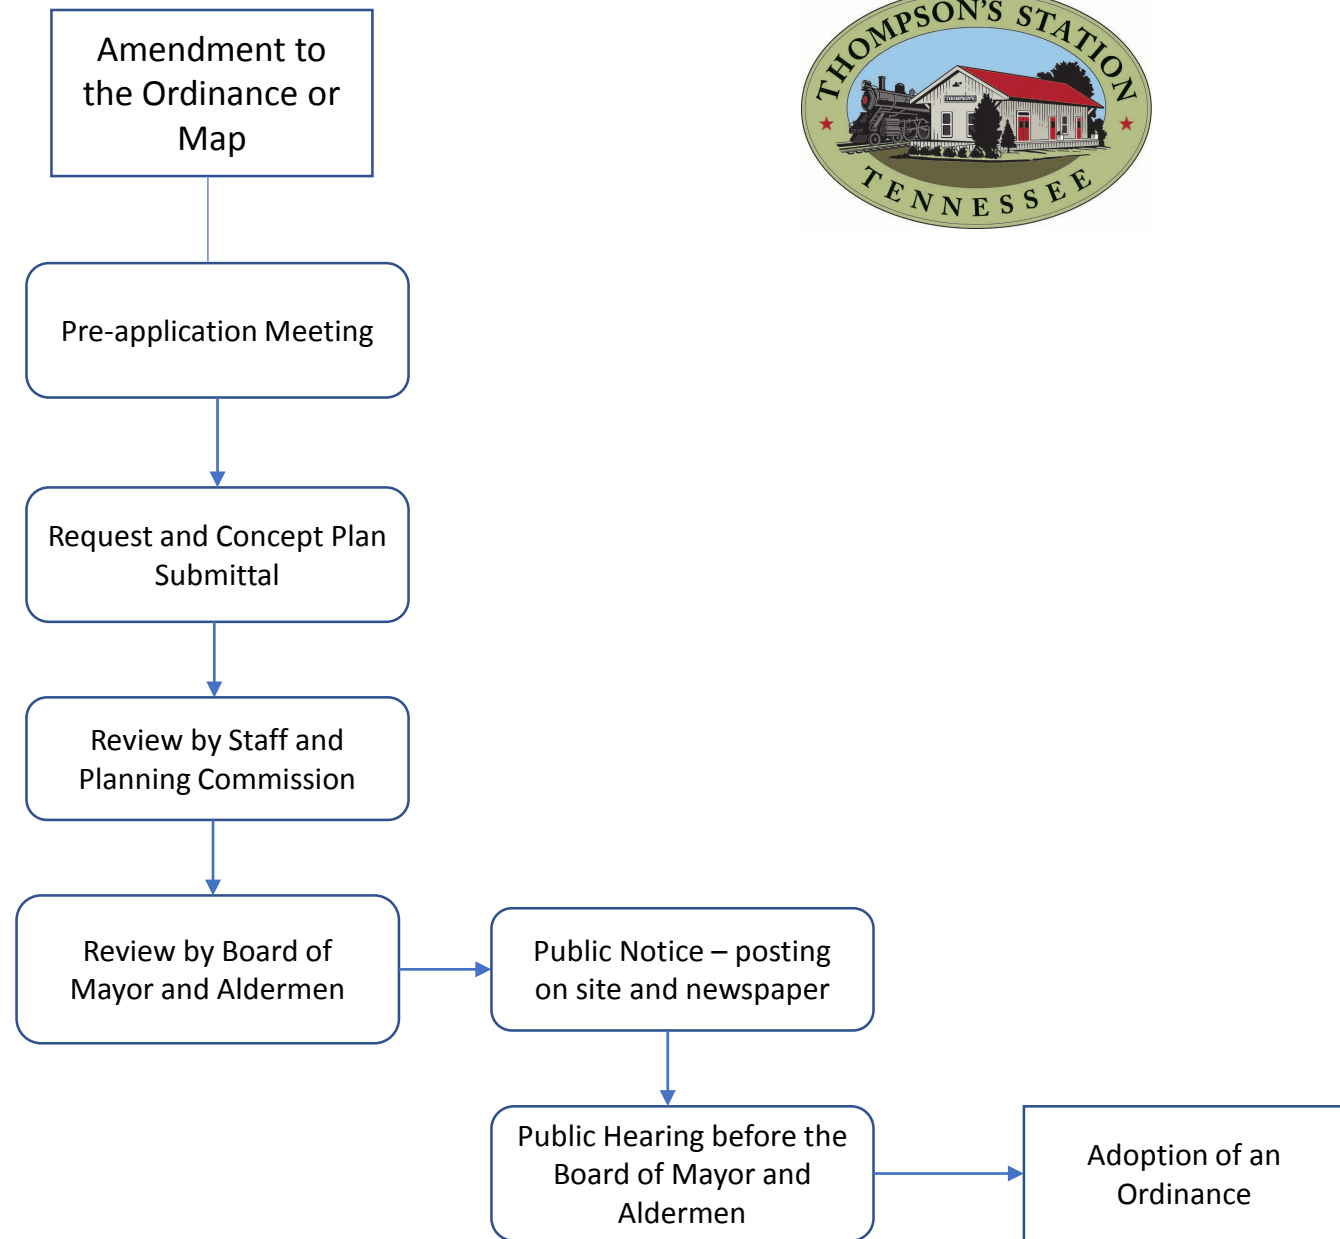 Amendment to
the Ordinance or
Map
THOMPSON'S STATION
THOMPSON'S
TENNESSEE
Pre-application Meeting
Request and Concept Plan
Submittal
Review by Staff and
Planning Commission
Review by Board of
Mayor and Aldermen
Public Notice – posting
on site and newspaper
Public Hearing before the
Board of Mayor and
Aldermen
Adoption of an
Ordinance